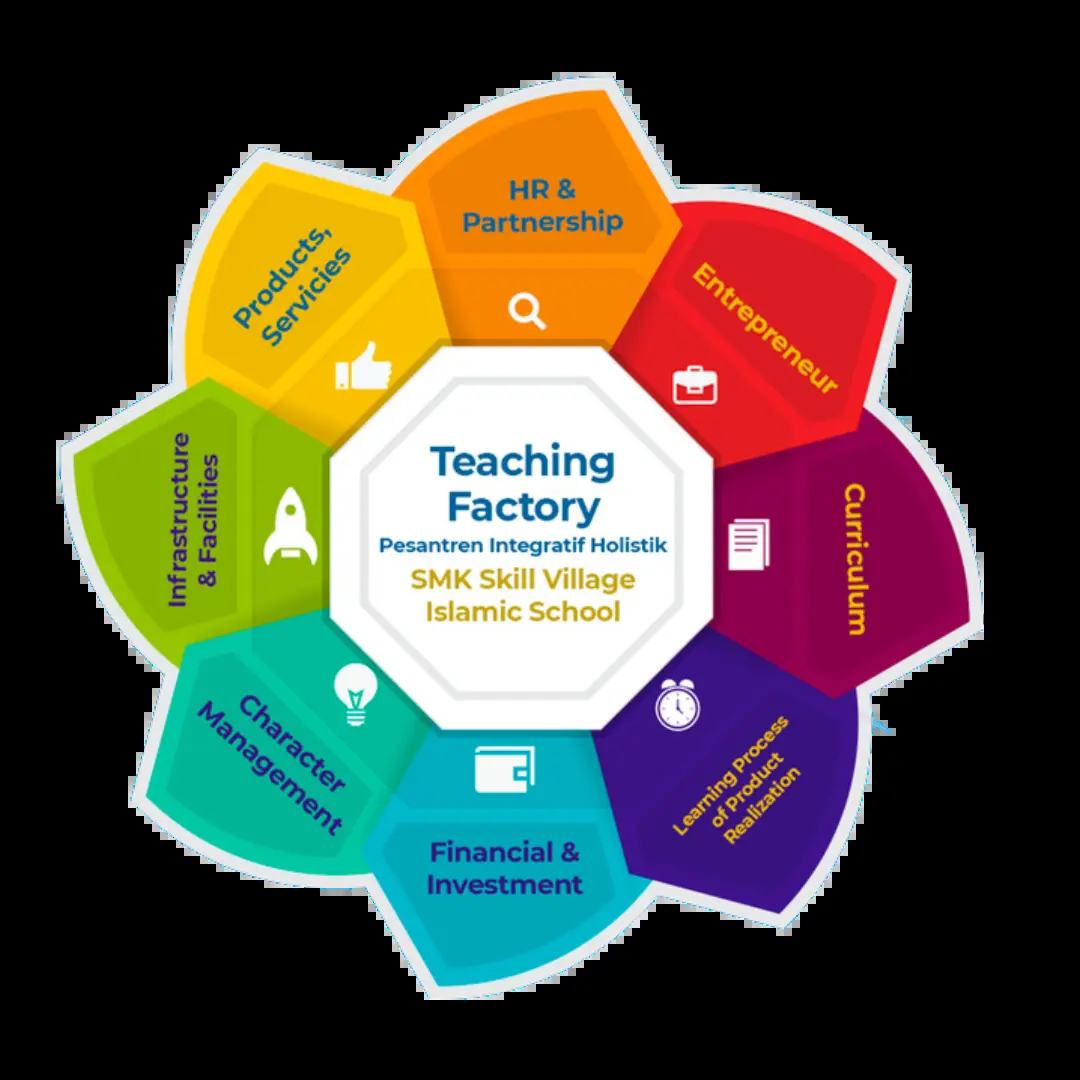 HR &
Partnership
Entrepreneur
Curriculum
Learning Process
of Product
Realization
Financial &
Investment
Character
Management
Infrastructure
& Facilities
Products,
Servicies
Teaching
Factory
Pesantren Integratif Holistik
SMK Skill Village
Islamic School